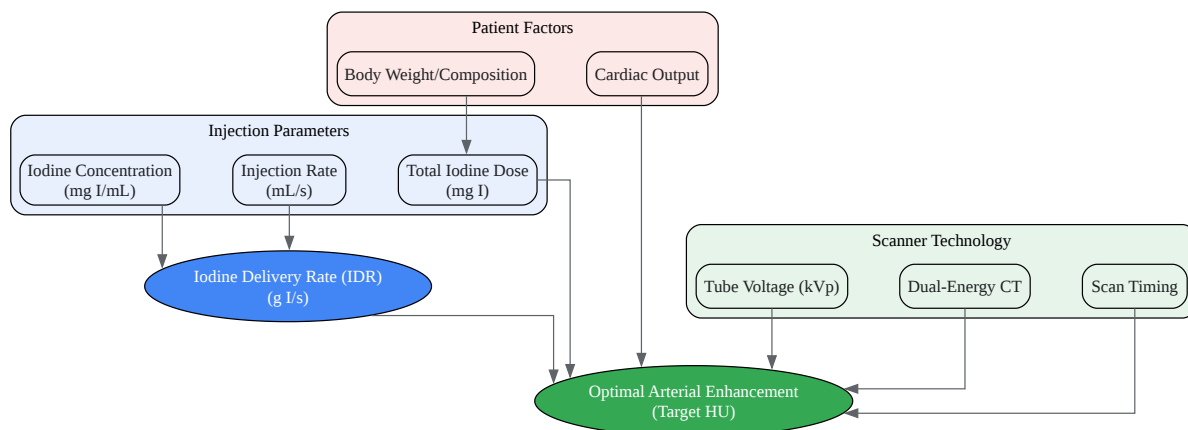 Patient Factors
Body Weight/Composition
Cardiac Output
Injection Parameters
Iodine Concentration
(mg I/mL)
Injection Rate
(mL/s)
Total Iodine Dose
(mg I)
Scanner Technology
Iodine Delivery Rate (IDR)
(g I/s)
Tube Voltage (kVp)
Dual-Energy CT
Scan Timing
Optimal Arterial Enhancement
(Target HU)